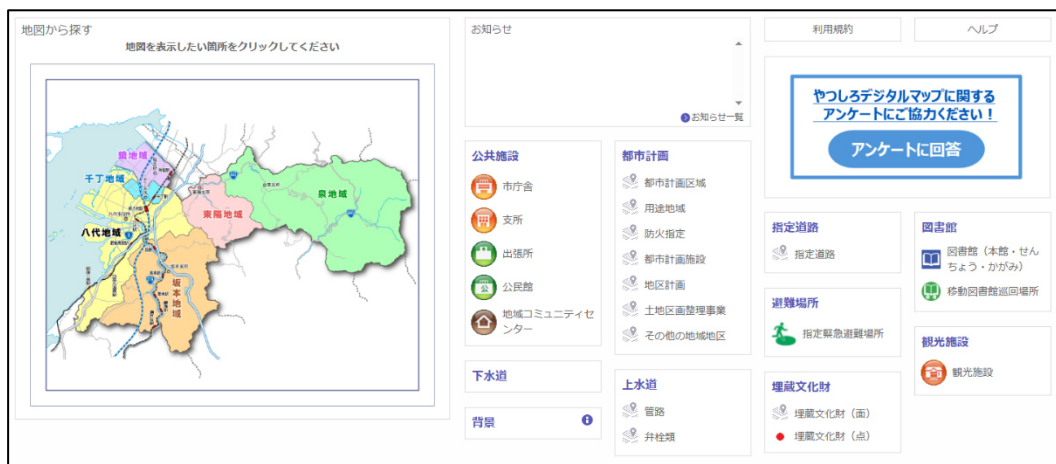 地図から探す
地図を表示したい箇所をクリックしてください
鏡地域
千丁地域
八代地域
東陽地域
泉地域
坂本地域
お知らせ
お知らせ一覧
公共施設
市庁舎
支所
出張所
公民館
地域コミュニティセ
ンター
下水道
背景
都市計画
都市計画区域
用途地域
防火指定
都市計画施設
地区計画
土地区画整理事業
その他の地域地区
上水道
管路
弁栓類
利用規約
ヘルプ
やつしろデジタルマップに関する
アンケートにご協力ください！
アンケートに回答
指定道路
指定道路
避難場所
指定緊急避難場所
埋蔵文化財
埋蔵文化財（面）
埋蔵文化財（点）
図書館
図書館（本館・せん
ちょう・かがみ）
移動図書館巡回場所
観光施設
観光施設